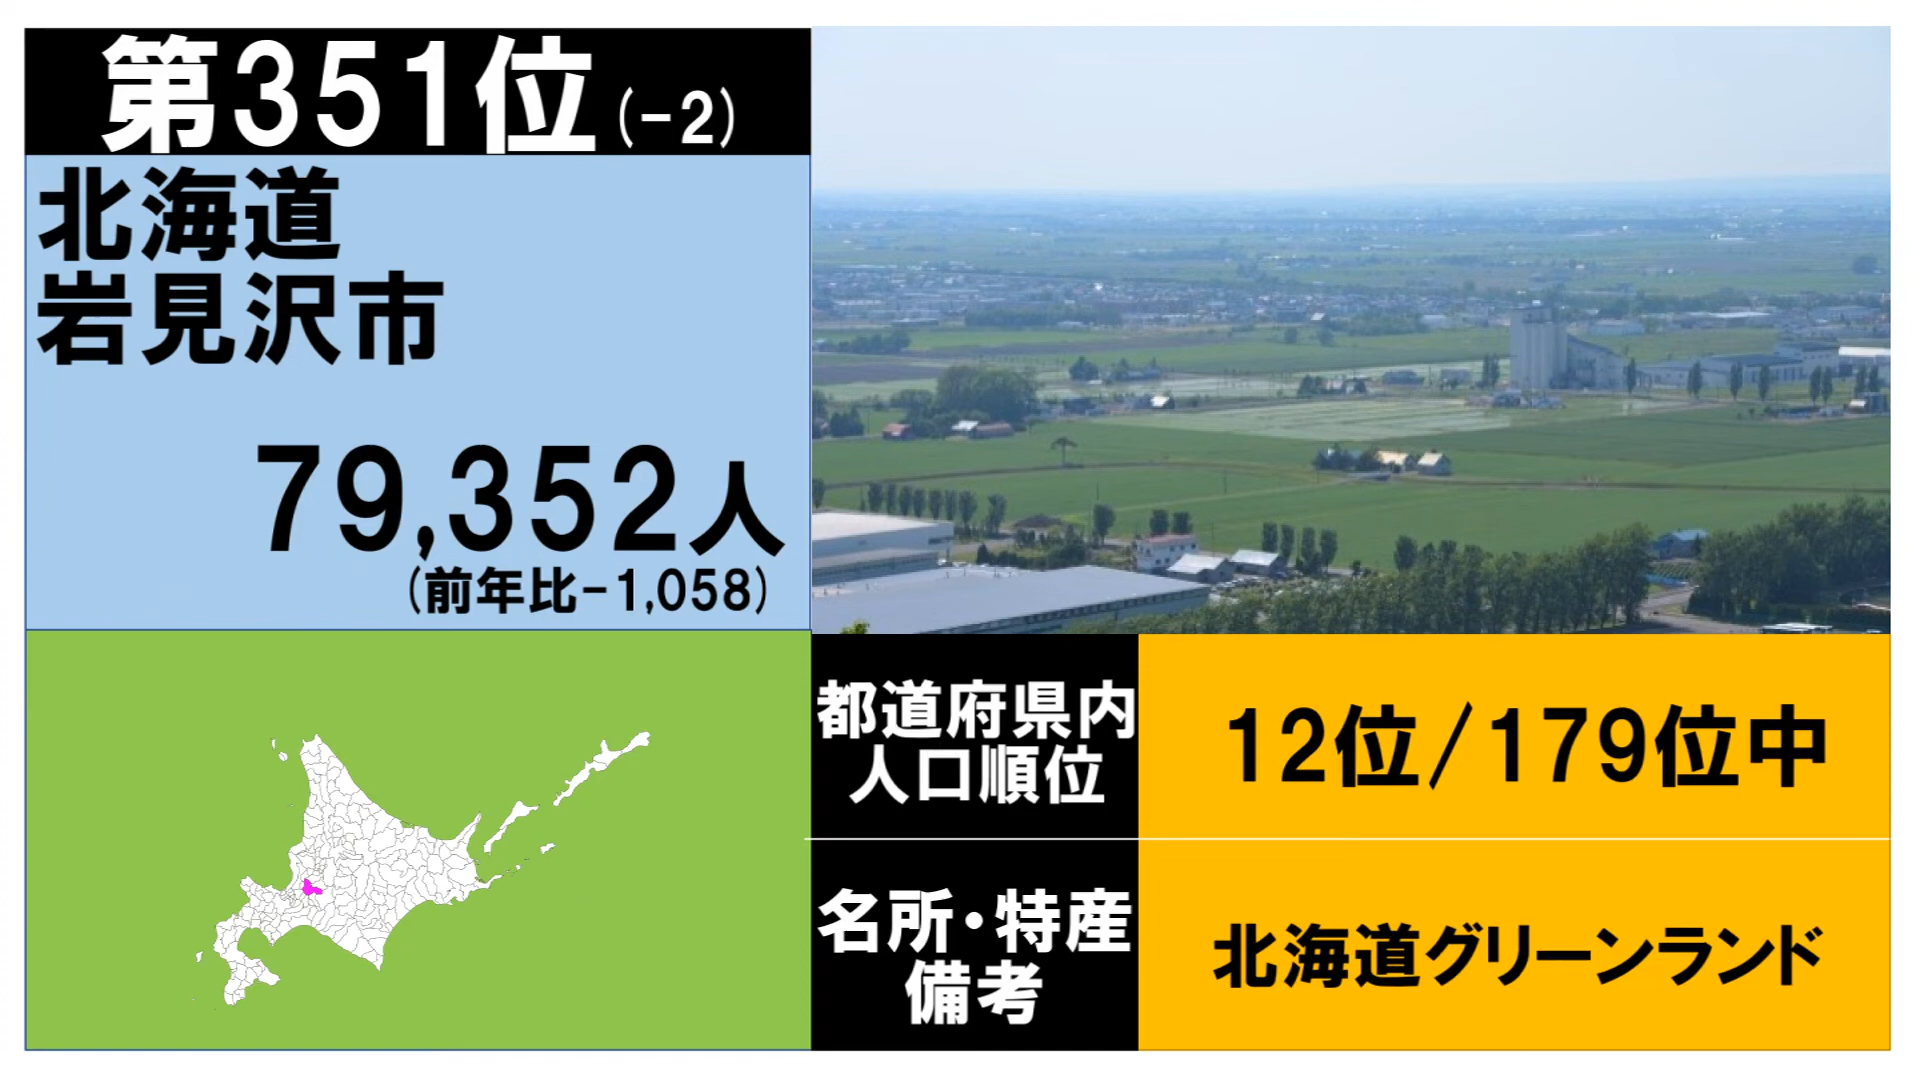 第351位(-2)
北海道
岩見沢市
79,352人
(前年比-1,058)
都道府県内
人口順位
12位/179位中
名所・特産
備考
北海道グリーンランド